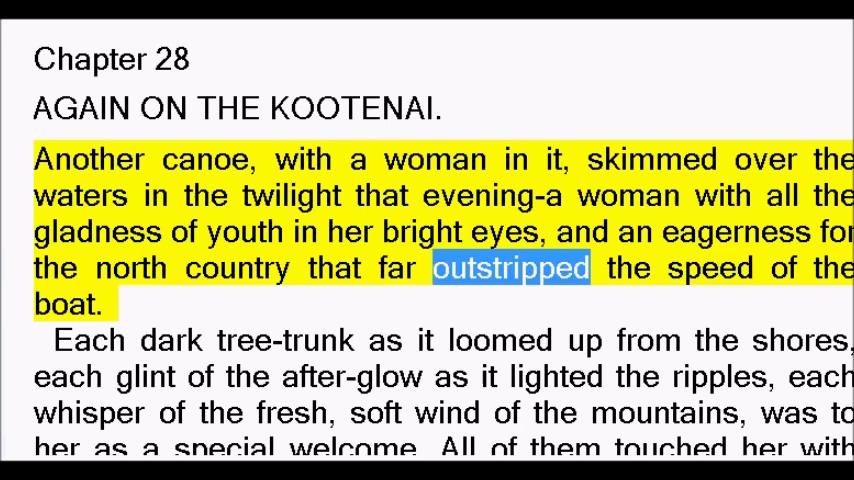 Chapter 28
AGAIN ON THE KOOTENAI.
Another canoe, with a woman in it, skimmed over the
waters in the twilight that evening-a woman with all the
gladness of youth in her bright eyes, and an eagerness for
the north country that far outstripped the speed of the
boat.
Each dark tree-trunk as it loomed up from the shores,
each glint of the after-glow as it lighted the ripples, each
whisper of the fresh, soft wind of the mountains, was to
her as a special welcome. All of them touched her with